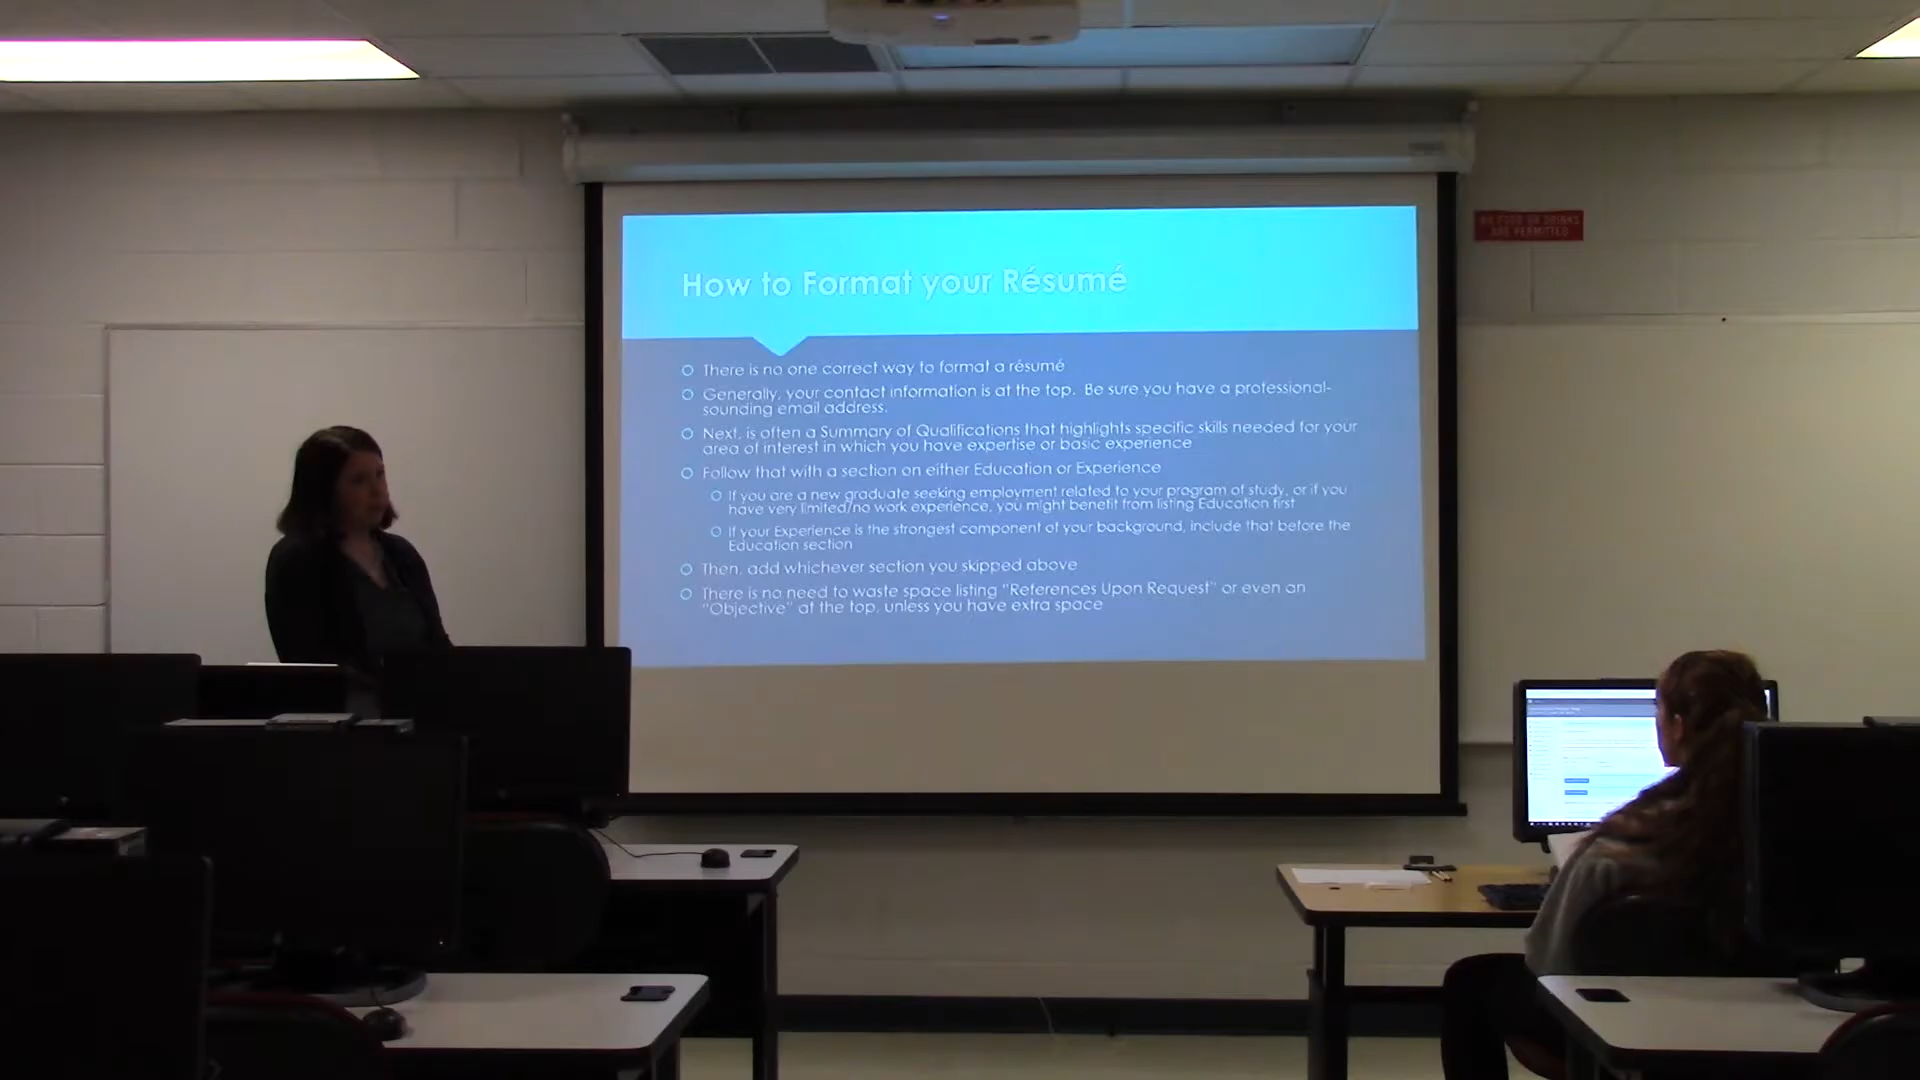 How to Format your Résumé
There is no one correct way to format a résumé
Generally, your contact information is at the top. Be sure you have a professional-
sounding email address.
Next, is often a Summary of Qualifications that highlights specific skills needed for your
area of interest in which you have expertise or basic experience
Follow that with a section on either Education or Experience
If you are a new graduate seeking employment related to your program of study, or if you
have very limited/no work experience, you might benefit from listing Education first
If your Experience is the strongest component of your background, include that before the
Education section
Then, add whichever section you skipped above
There is no need to waste space listing "References Upon Request" or even an
"Objective" at the top, unless you have extra space
NO FOOD OR DRINKS
ARE PERMITTED